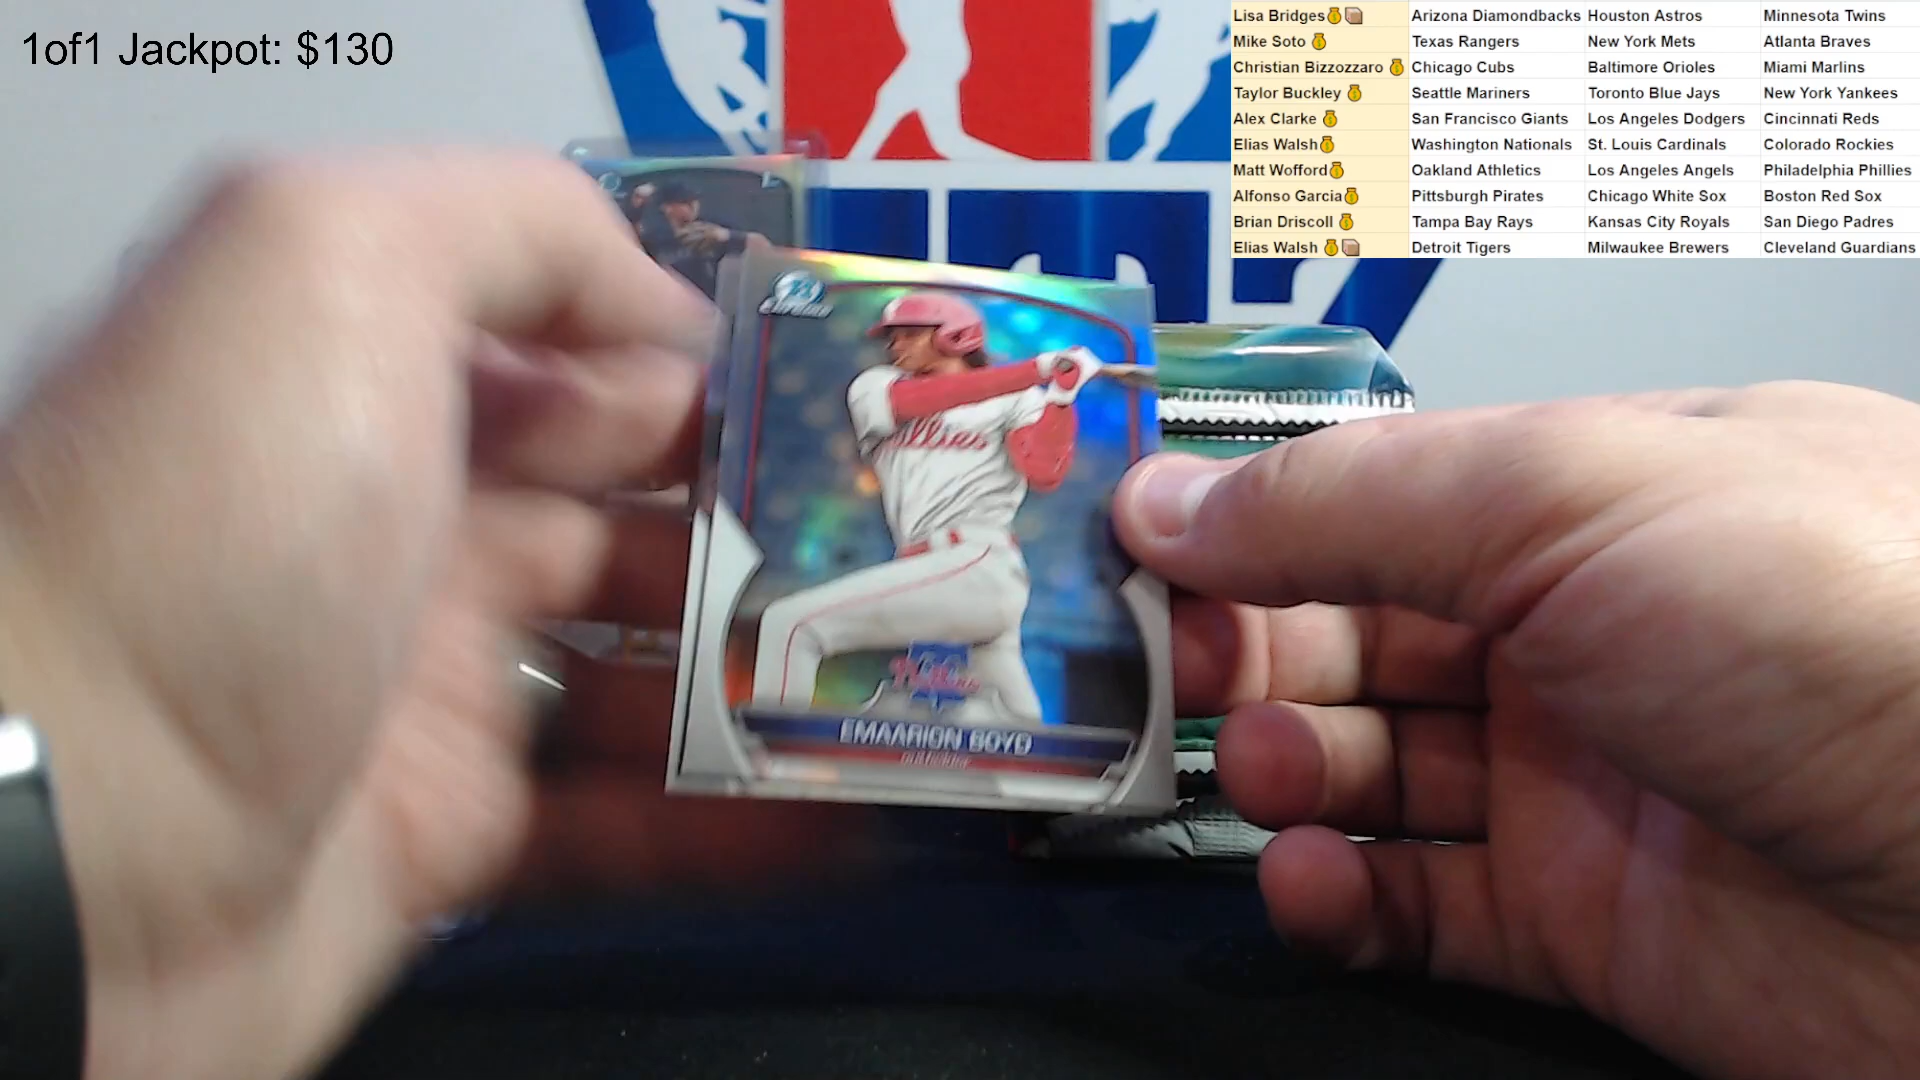 1of1 Jackpot: $130
Lisa Bridges Arizona Diamondbacks Houston Astros Minnesota Twins
Mike Soto Texas Rangers New York Mets Atlanta Braves
Christian Bizzozzaro Chicago Cubs Baltimore Orioles Miami Marlins
Taylor Buckley Seattle Mariners Toronto Blue Jays New York Yankees
Alex Clarke San Francisco Giants Los Angeles Dodgers Cincinnati Reds
Elias Walsh Washington Nationals St. Louis Cardinals Colorado Rockies
Matt Wofford Oakland Athletics Los Angeles Angels Philadelphia Phillies
Alfonso Garcia Pittsburgh Pirates Chicago White Sox Boston Red Sox
Brian Driscoll Tampa Bay Rays Kansas City Royals San Diego Padres
Elias Walsh Detroit Tigers Milwaukee Brewers Cleveland Guardians
Chrome
Phillies
EMAARION BOYD
outfielder